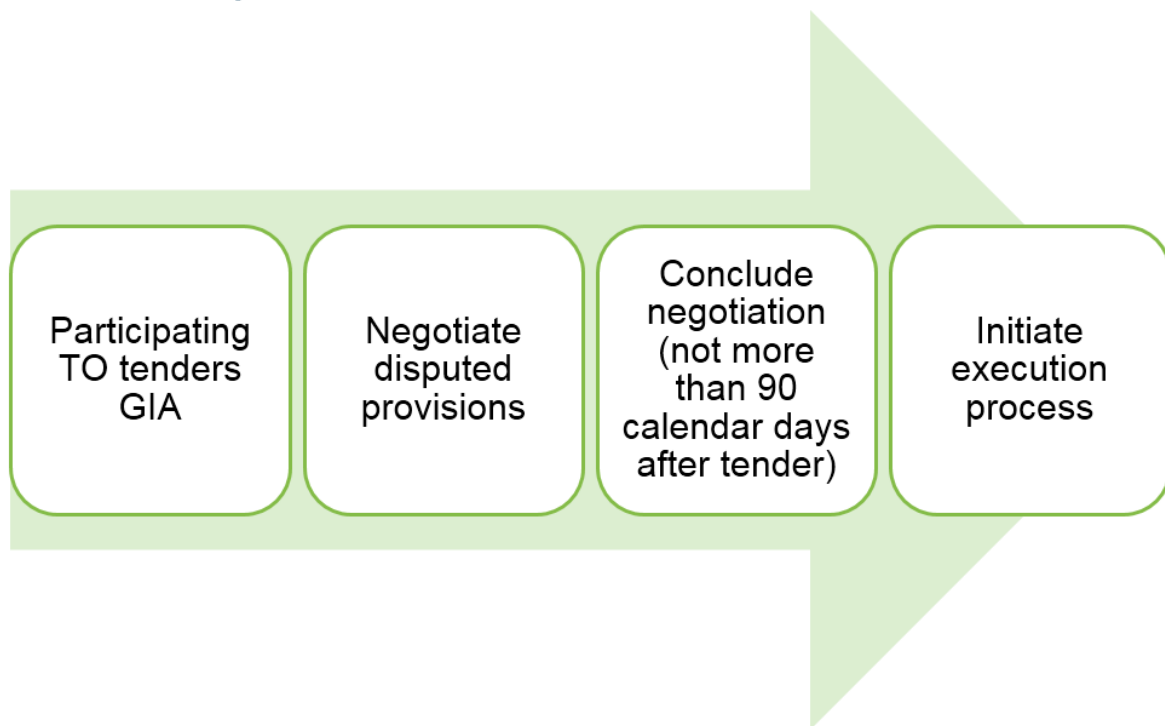 Participating
TO tenders
GIA
Negotiate
disputed
provisions
Conclude
negotiation
(not more
than 90
calendar days
after tender)
Initiate
execution
process